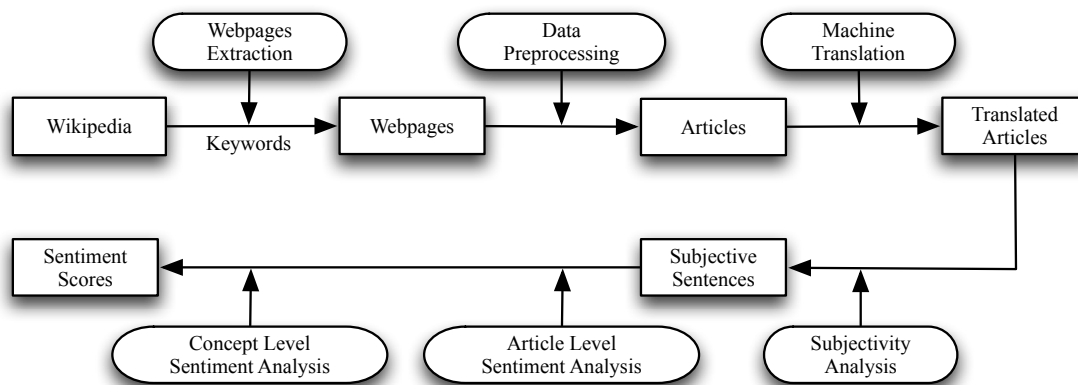 Webpages
Extraction
Data
Preprocessing
Machine
Translation
Wikipedia
Keywords
Webpages
Articles
Translated
Articles
Sentiment
Scores
Subjective
Sentences
Concept Level
Sentiment Analysis
Article Level
Sentiment Analysis
Subjectivity
Analysis